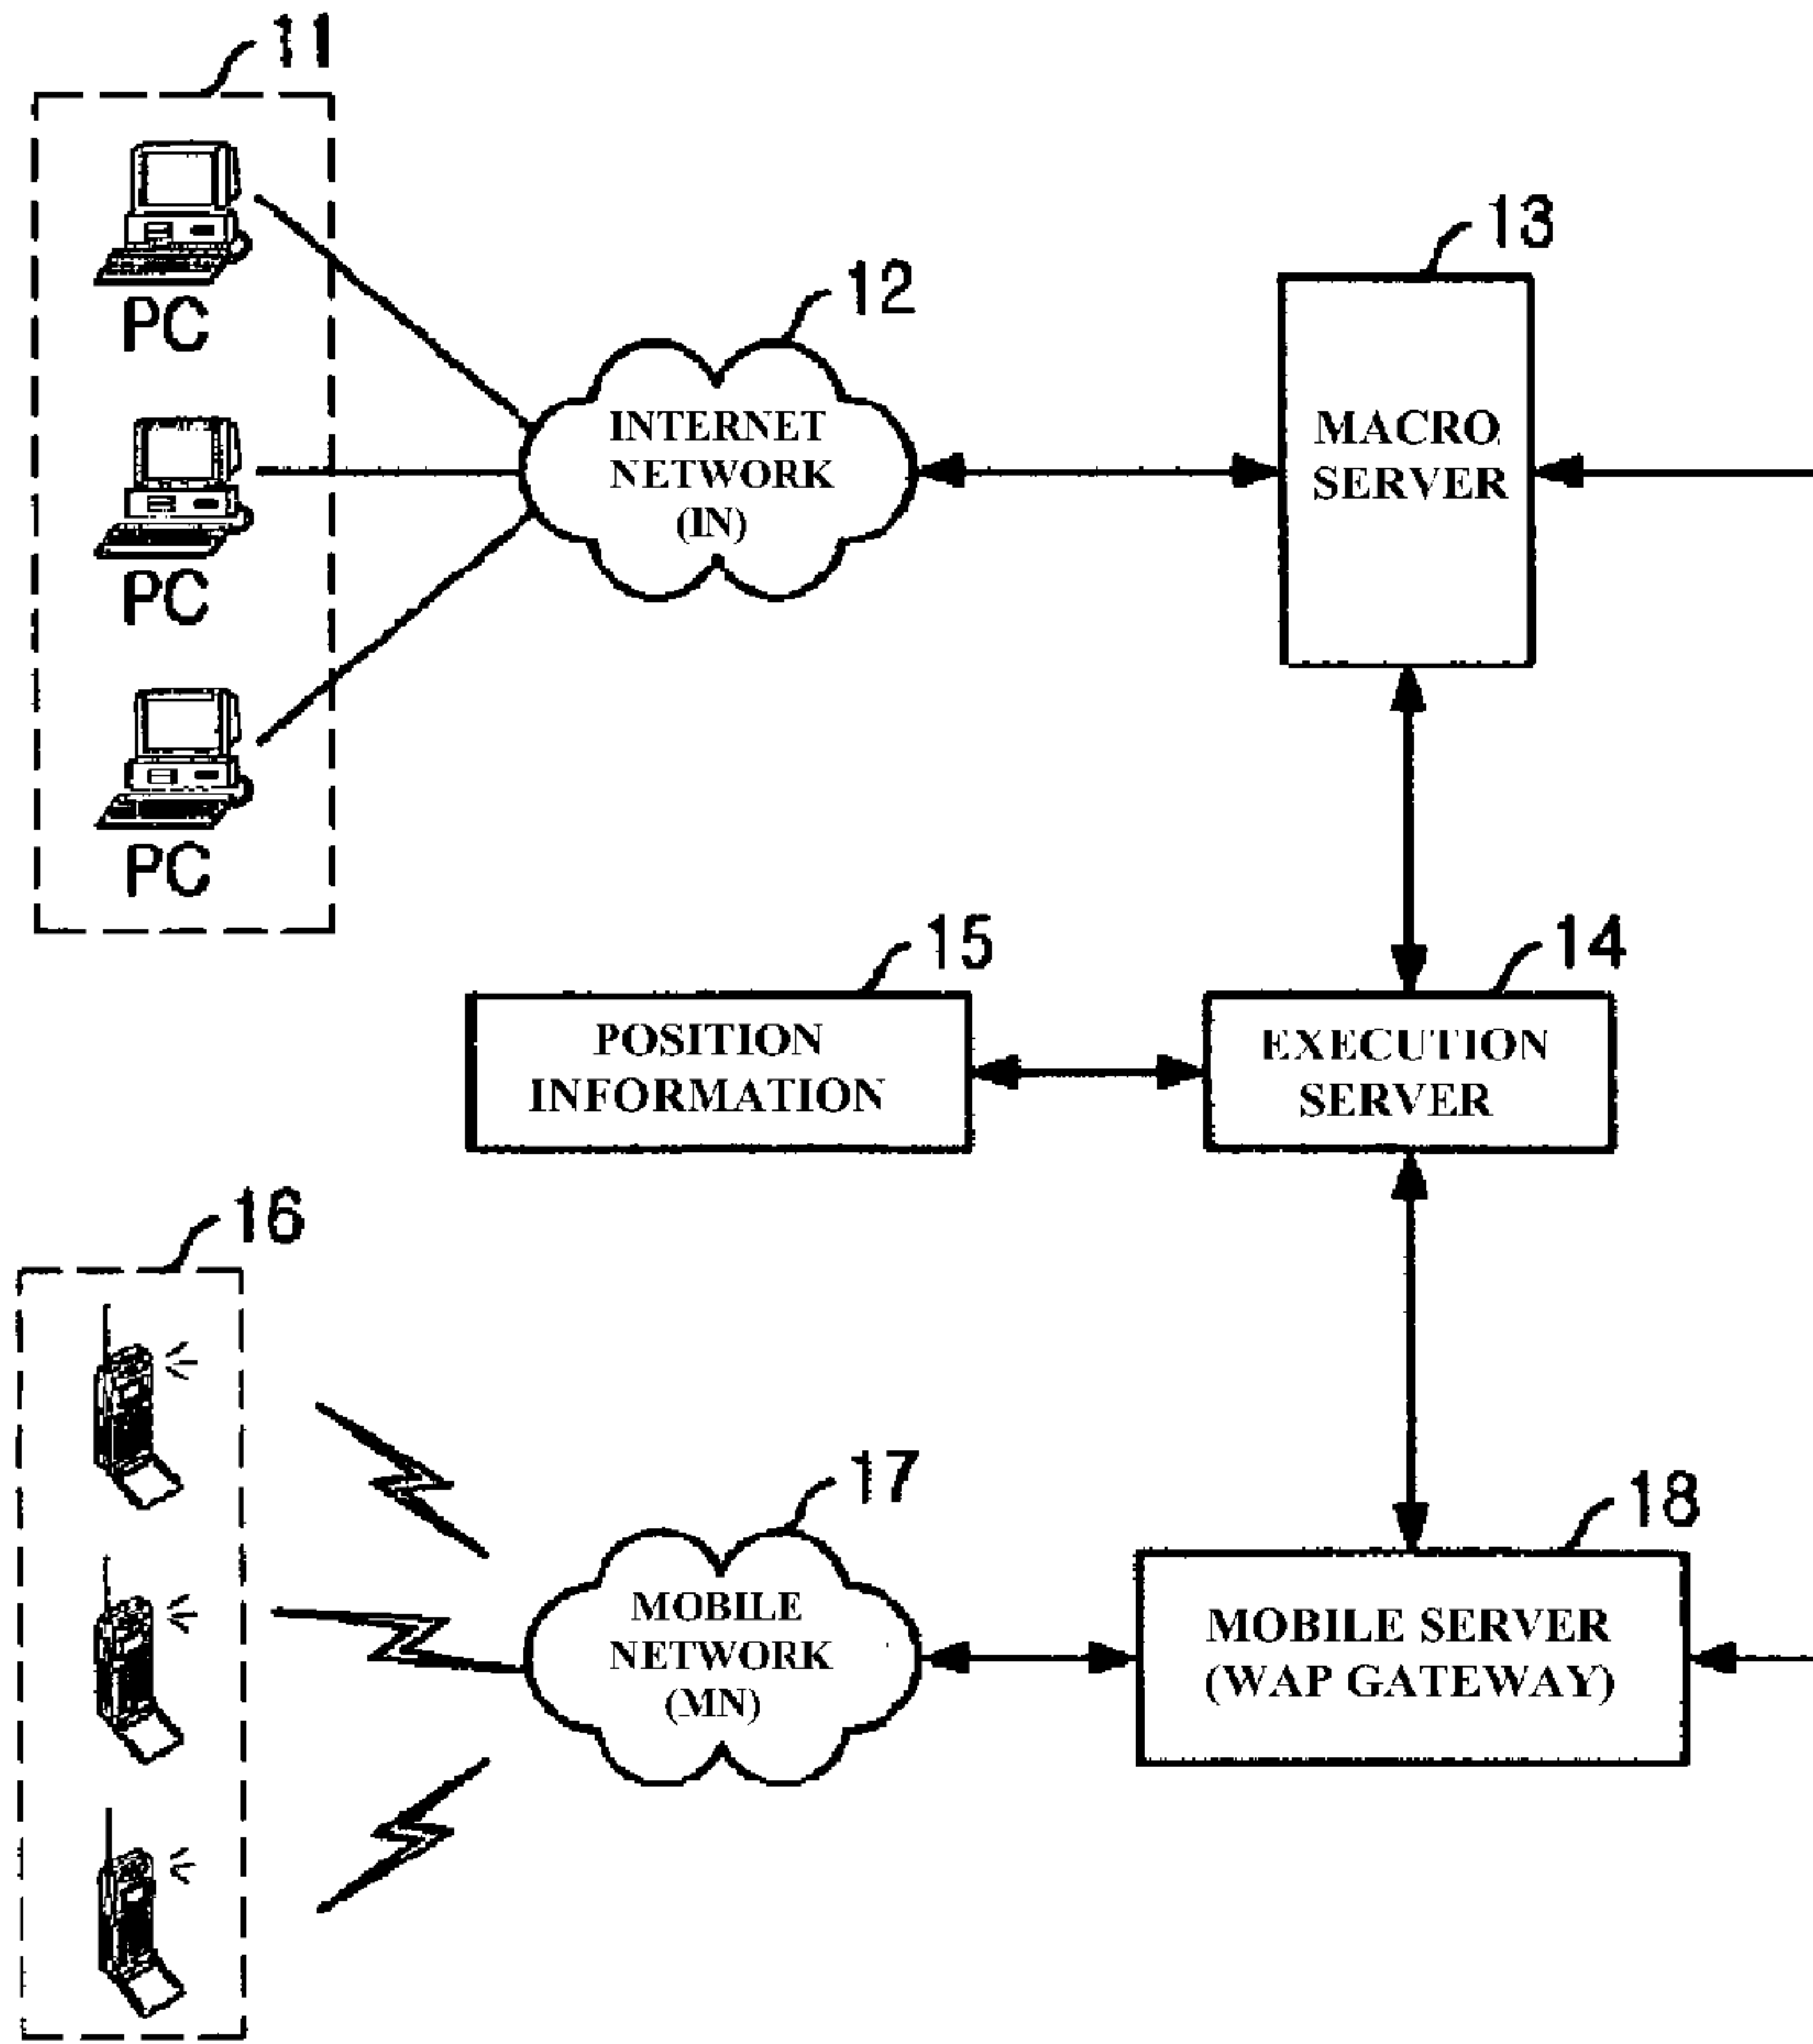 11
PC
PC
PC
12
INTERNET
NETWORK
(IN)
13
MACRO
SERVER
15
POSITION
INFORMATION
14
EXECUTION
SERVER
16
17
MOBILE
NETWORK
(MN)
18
MOBILE SERVER
(WAP GATEWAY)